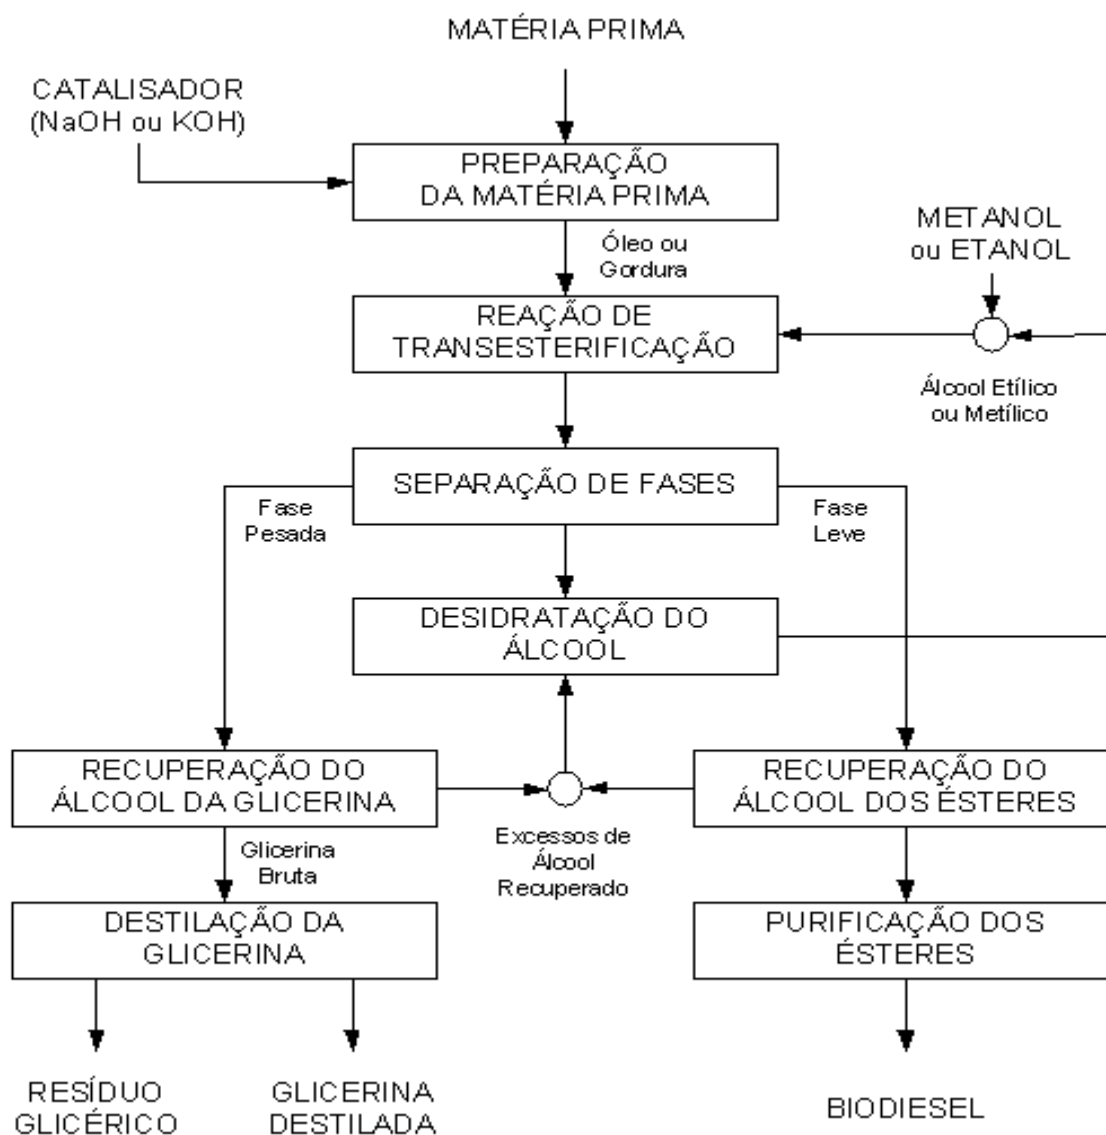 MATÉRIA PRIMA
CATALISADOR
(NaOH ou KOH)
PREPARAÇÃO
DA MATÉRIA PRIMA
METANOL
ou ETANOL
Óleo ou
Gordura
REAÇÃO DE
TRANSESTERIFICAÇÃO
Álcool Etílico
ou Metílico
SEPARAÇÃO DE FASES
Fase
Pesada
Fase
Leve
DESIDRATAÇÃO DO
ÁLCOOL
RECUPERAÇÃO DO
ÁLCOOL DA GLICERINA
RECUPERAÇÃO DO
ÁLCOOL DOS ÉSTERES
Glicerina
Bruta
Excessos de
Álcool
Recuperado
DESTILAÇÃO DA
GLICERINA
PURIFICAÇÃO DOS
ÉSTERES
RESÍDUO
GLICÉRICO
GLICERINA
DESTILADA
BIODIESEL